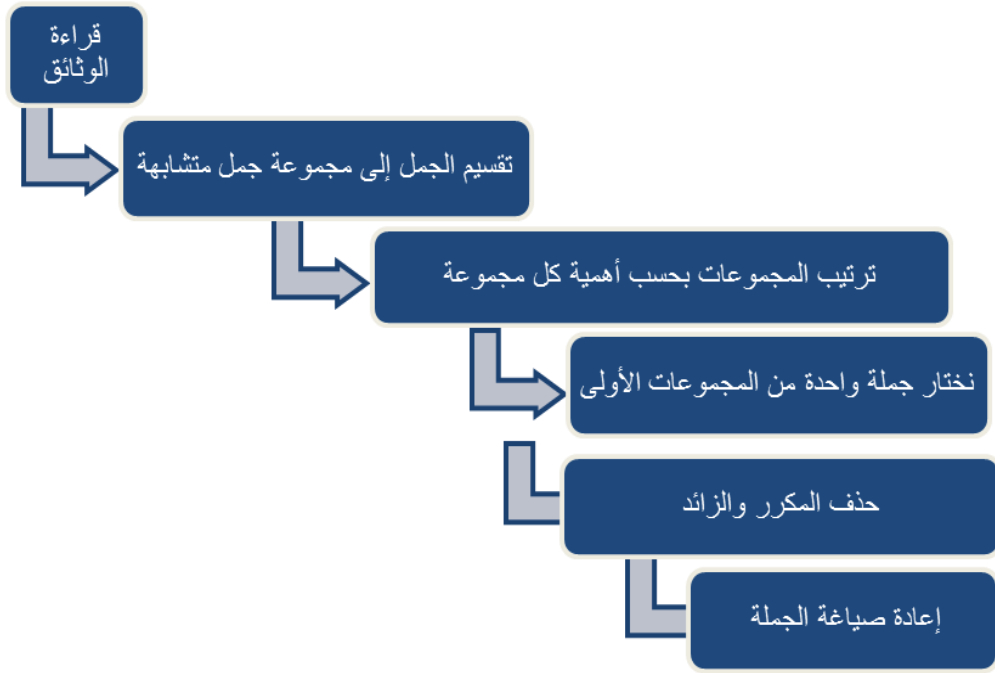 قراءة
الوثائق
تقسيم الجمل إلى مجموعة جمل متشابهة
ترتيب المجموعات بحسب أهمية كل مجموعة
نختار جملة واحدة من المجموعات الأولى
حذف المكرر والزائد
إعادة صياغة الجملة